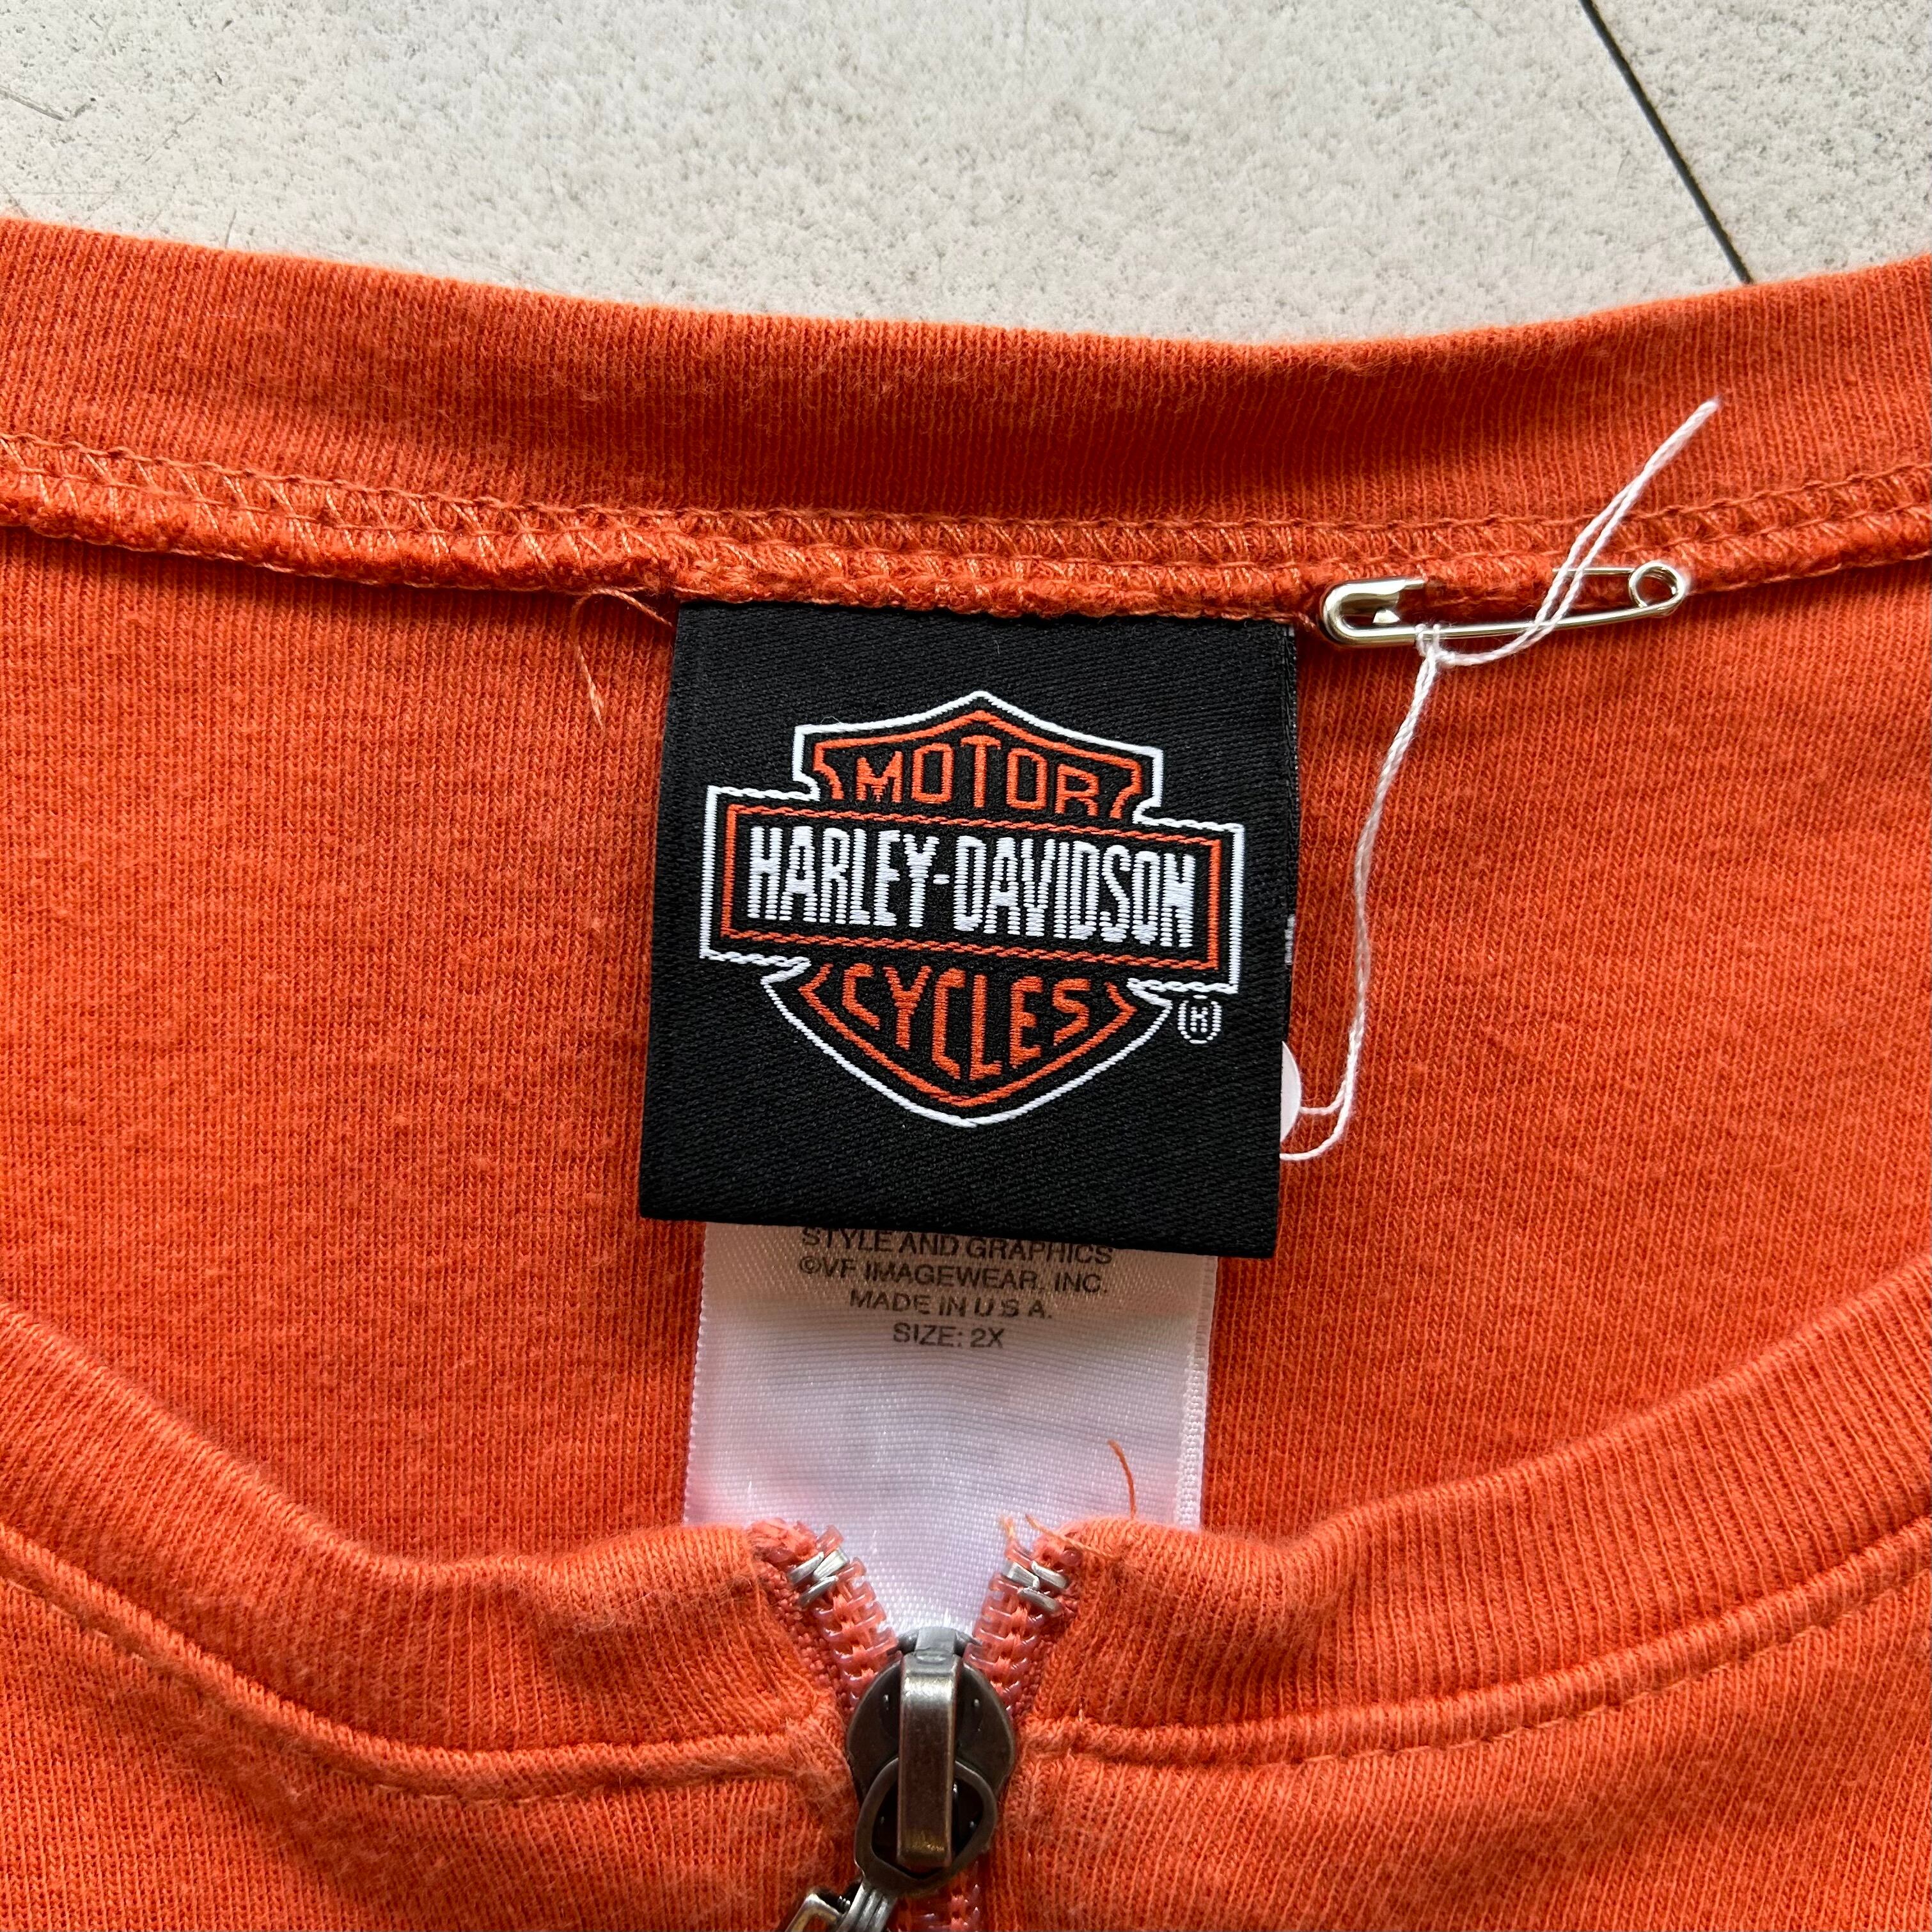 MOTOR
HARLEY-DAVIDSON
CYCLES
®
STYLE AND GRAPHICS
©VF IMAGEWEAR, INC.
MADE IN U S A.
SIZE: 2X